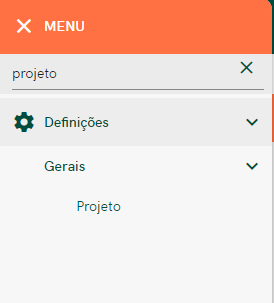 MENU
projeto
Definições
Gerais
Projeto